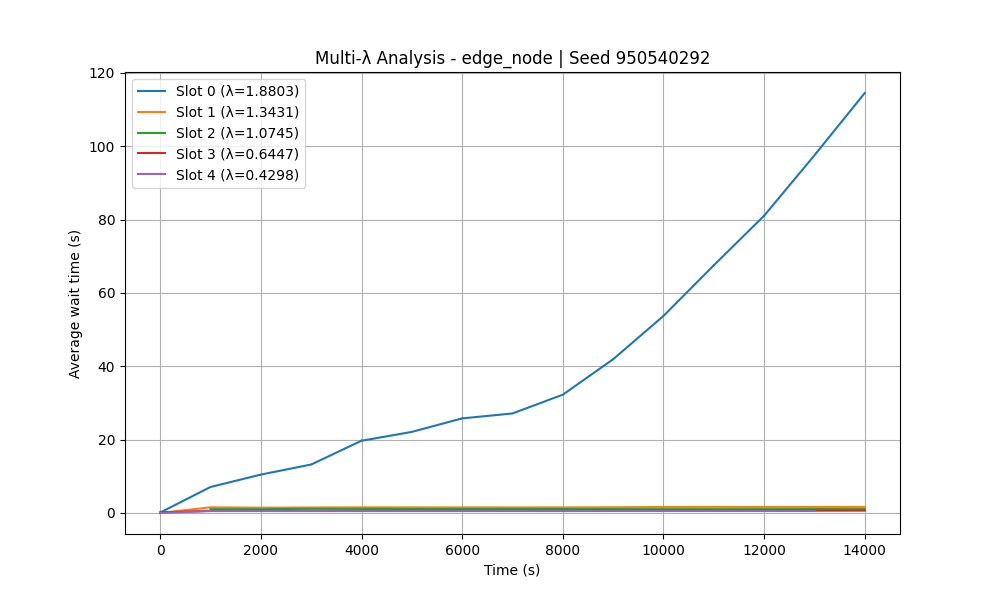 Multi-λ Analysis - edge_node | Seed 950540292
Slot 0 (λ=1.8803)
Slot 1 (λ=1.3431)
Slot 2 (λ=1.0745)
Slot 3 (λ=0.6447)
Slot 4 (λ=0.4298)
Average wait time (s)
120
100
80
60
40
20
0
0 2000 4000 6000 8000 10000 12000 14000
Time (s)